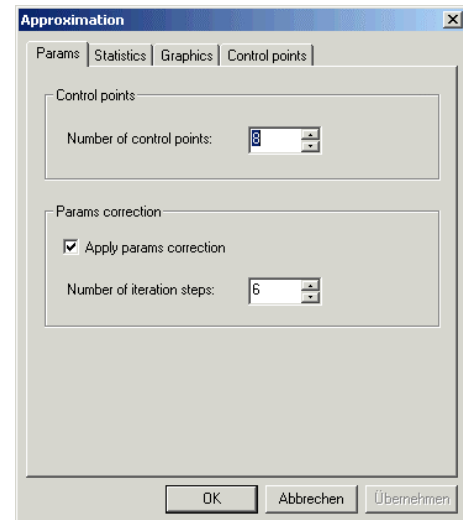 Approximation
Params Statistics Graphics Control points
Control points
Number of control points: 8
Params correction
Apply params correction
Number of iteration steps: 6
OK Abbrechen Übernehmen